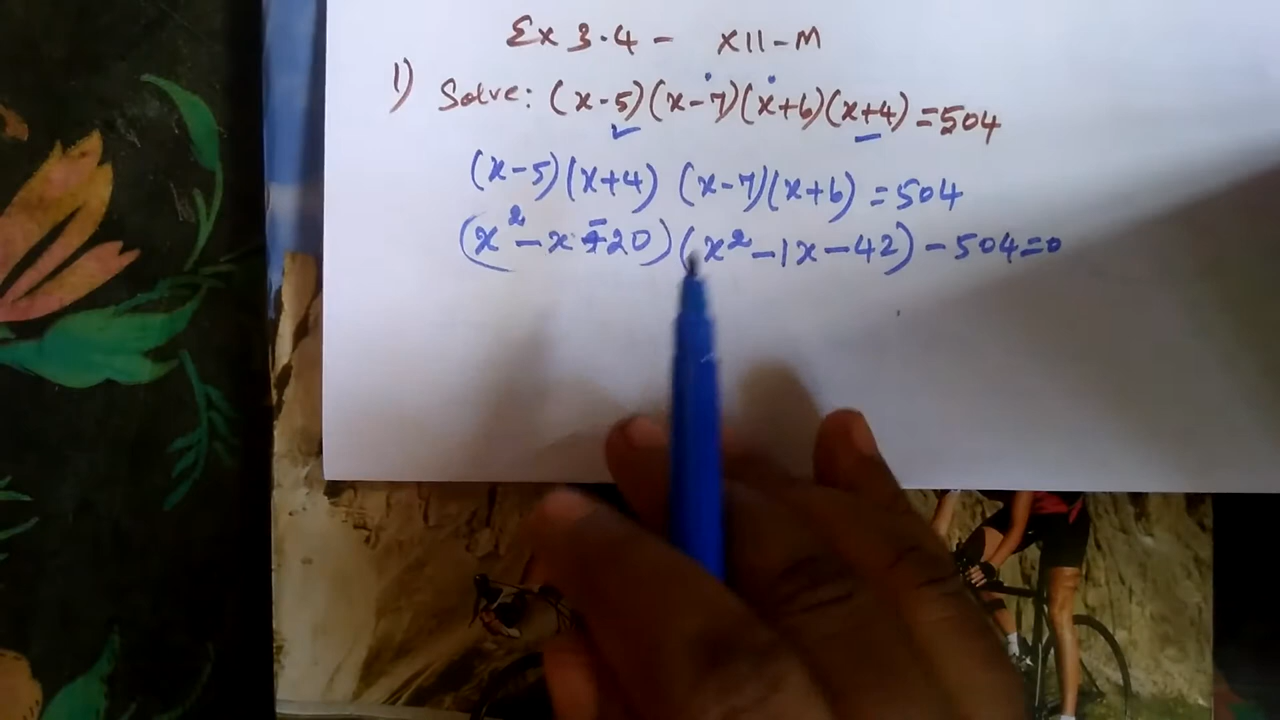 Ex 3.4 - XII-M
1) Solve: (x-5)(x-7)(x+6)(x+4)=504
(x-5)(x+4) (x-7)(x+6) =504
(x²-x-20)(x²-1x-42)-504=0